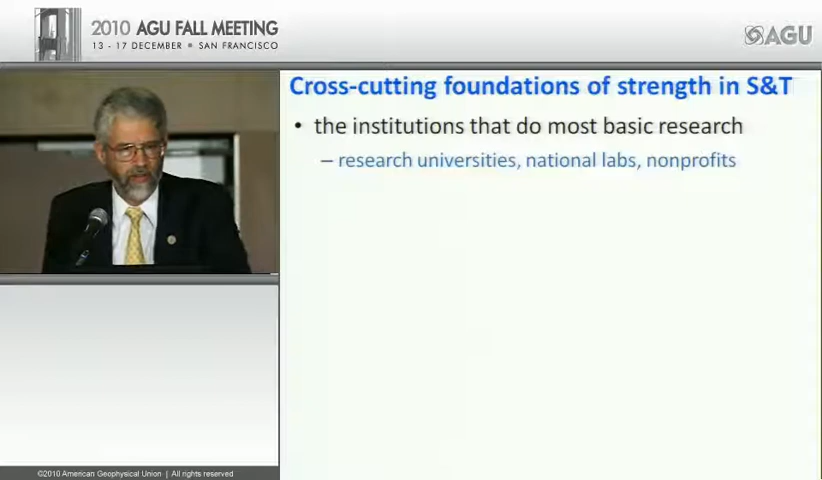 2010 AGU FALL MEETING
13 - 17 DECEMBER ■ SAN FRANCISCO
AGU
Cross-cutting foundations of strength in S&T
• the institutions that do most basic research
– research universities, national labs, nonprofits
©2010 American Geophysical Union | All rights reserved